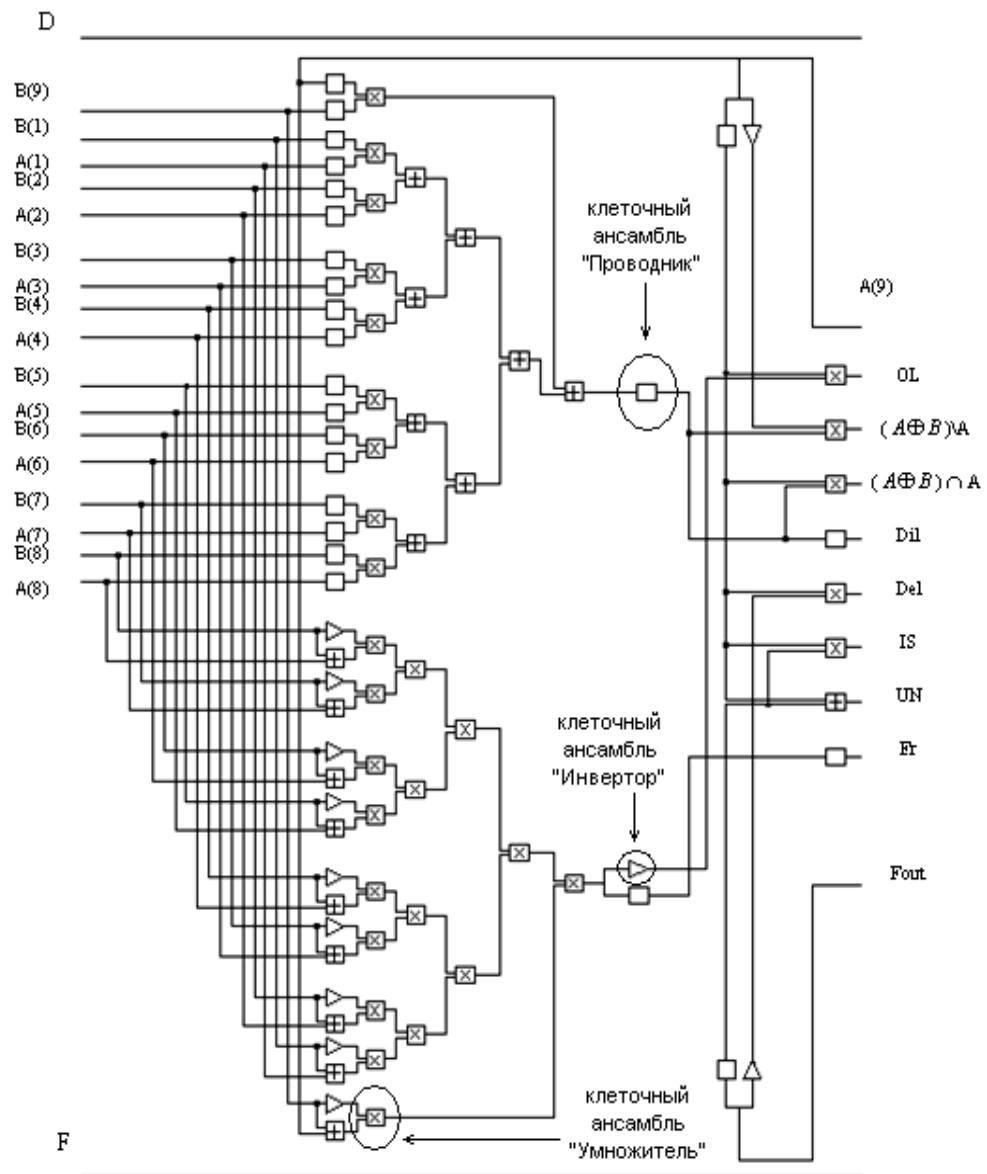 D
B(9)
B(1)
A(1)
B(2)
A(2)
B(3)
A(3)
B(4)
A(4)
B(5)
A(5)
B(6)
A(6)
B(7)
A(7)
B(8)
A(8)
F
клеточный
ансамбль
"Проводник"
клеточный
ансамбль
"Инвертор"
клеточный
ансамбль
"Умножитель"
A(9)
OL
(A⊕B)\A
(A⊕B)∩A
Dil
Del
IS
UN
Fr
Fout